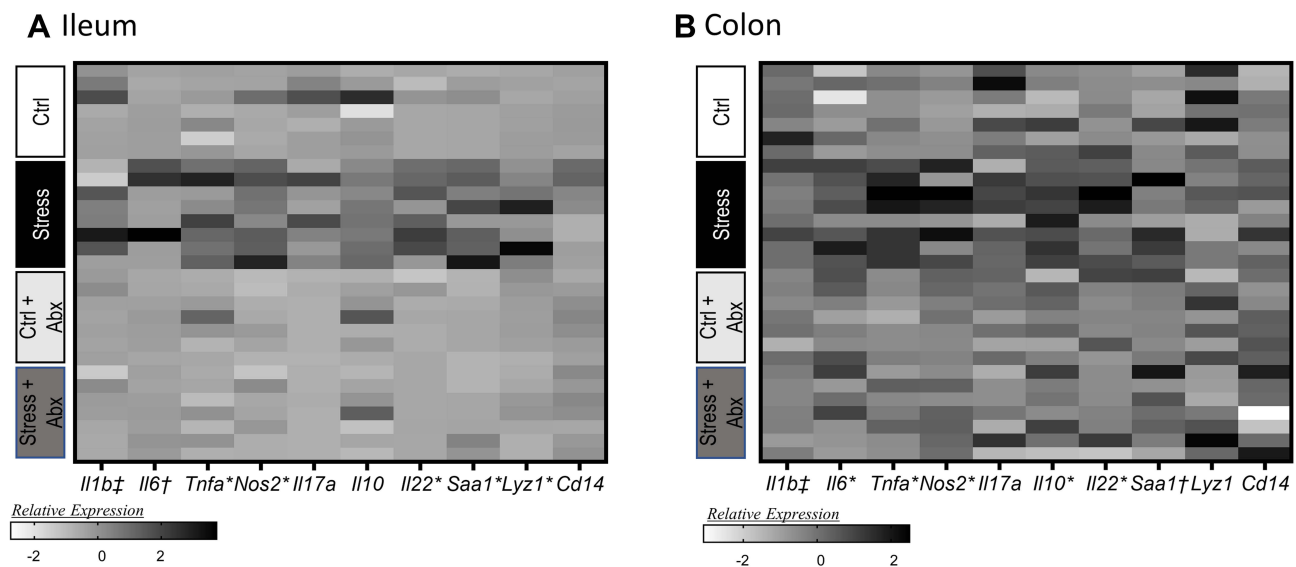 A Ileum
Ctrl
Stress
Ctrl +
Abx
Stress +
Abx
Il1b‡ Il6† Tnfa* Nos2* Il17a Il10 Il22* Saa1* Lyz1* Cd14
Relative Expression
-2 0 2
B Colon
Ctrl
Stress
Ctrl +
Abx
Stress +
Abx
Il1b‡ Il6* Tnfa* Nos2* Il17a Il10* Il22* Saa1† Lyz1 Cd14
Relative Expression
-2 0 2